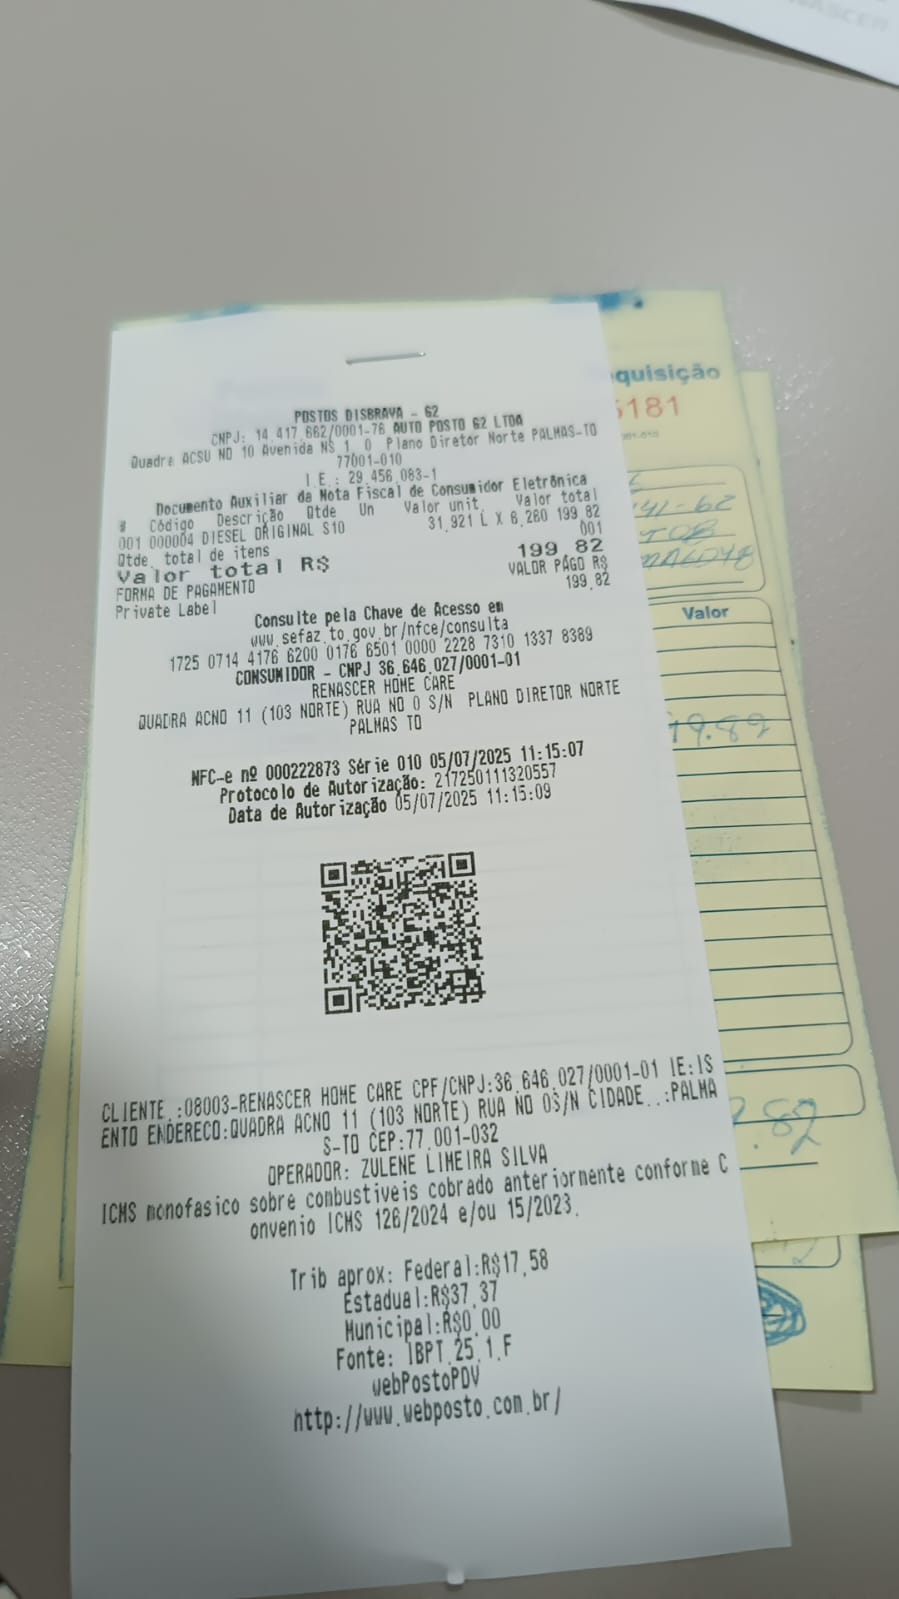 NASCER
POSTOS DISBRAVA - G2
CNPJ: 14.417.662/0001-76 AUTO POSTO G2 LTDA
Quadra ACSU NO 10 Avenida NS 1, 0 Plano Diretor Norte PALMAS-TO
77001-010
I.E.: 29.456.083-1
Documento Auxiliar da Nota Fiscal de Consumidor Eletrônica
# Código Descrição Qtde Un Valor unit. Valor total
001 000004 DIESEL ORIGINAL S10 31,921 L X 6,260 199,82
Qtde. total de itens 001
Valor total R$ 199,82
FORMA DE PAGAMENTO VALOR PAGO R$
Private Label 199,82
Consulte pela Chave de Acesso em
www.sefaz.to.gov.br/nfce/consulta
1725 0714 4176 6200 0176 6501 0000 2228 7310 1337 8389
CONSUMIDOR - CNPJ 36.646.027/0001-01
RENASCER HOME CARE
QUADRA ACNO 11 (103 NORTE) RUA NO 0 S/N PLANO DIRETOR NORTE
PALMAS TO
NFC-e nº 000222873 Série 010 05/07/2025 11:15:07
Protocolo de Autorização: 217250111320557
Data de Autorização 05/07/2025 11:15:09
CLIENTE.:08003-RENASCER HOME CARE CPF/CNPJ:36.646.027/0001-01 IE:IS
ENTO ENDERECO:QUADRA ACNO 11 (103 NORTE) RUA NO 0S/N CIDADE..:PALMA
S-TO CEP:77.001-032
OPERADOR: ZULENE LIMEIRA SILVA
ICMS monofasico sobre combustiveis cobrado anteriormente conforme C
onvenio ICMS 126/2024 e/ou 15/2023.
Trib aprox: Federal:R$17,58
Estadual:R$37,37
Municipal:R$0,00
Fonte: IBPT.25.1.F
webPostoPDV
http://www.webposto.com.br/
quisição
5181
Valor
99.82
.82